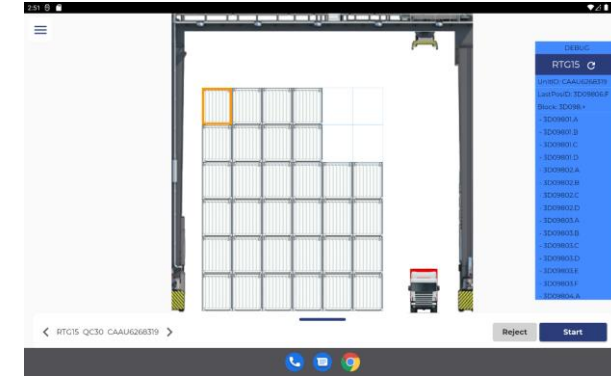 2:51
DEBUG
RTG15
UnitID: CAAU6268319
LastPosID: 3D09806.F
Block: 3D098.+
- 3D09801.A
- 3D09801.B
- 3D09801.C
- 3D09801.D
- 3D09802.A
- 3D09802.B
- 3D09802.C
- 3D09802.D
- 3D09803.A
- 3D09803.B
- 3D09803.C
- 3D09803.D
- 3D09803.E
- 3D09803.F
- 3D09804.A
RTG15 QC30 CAAU6268319
Reject
Start